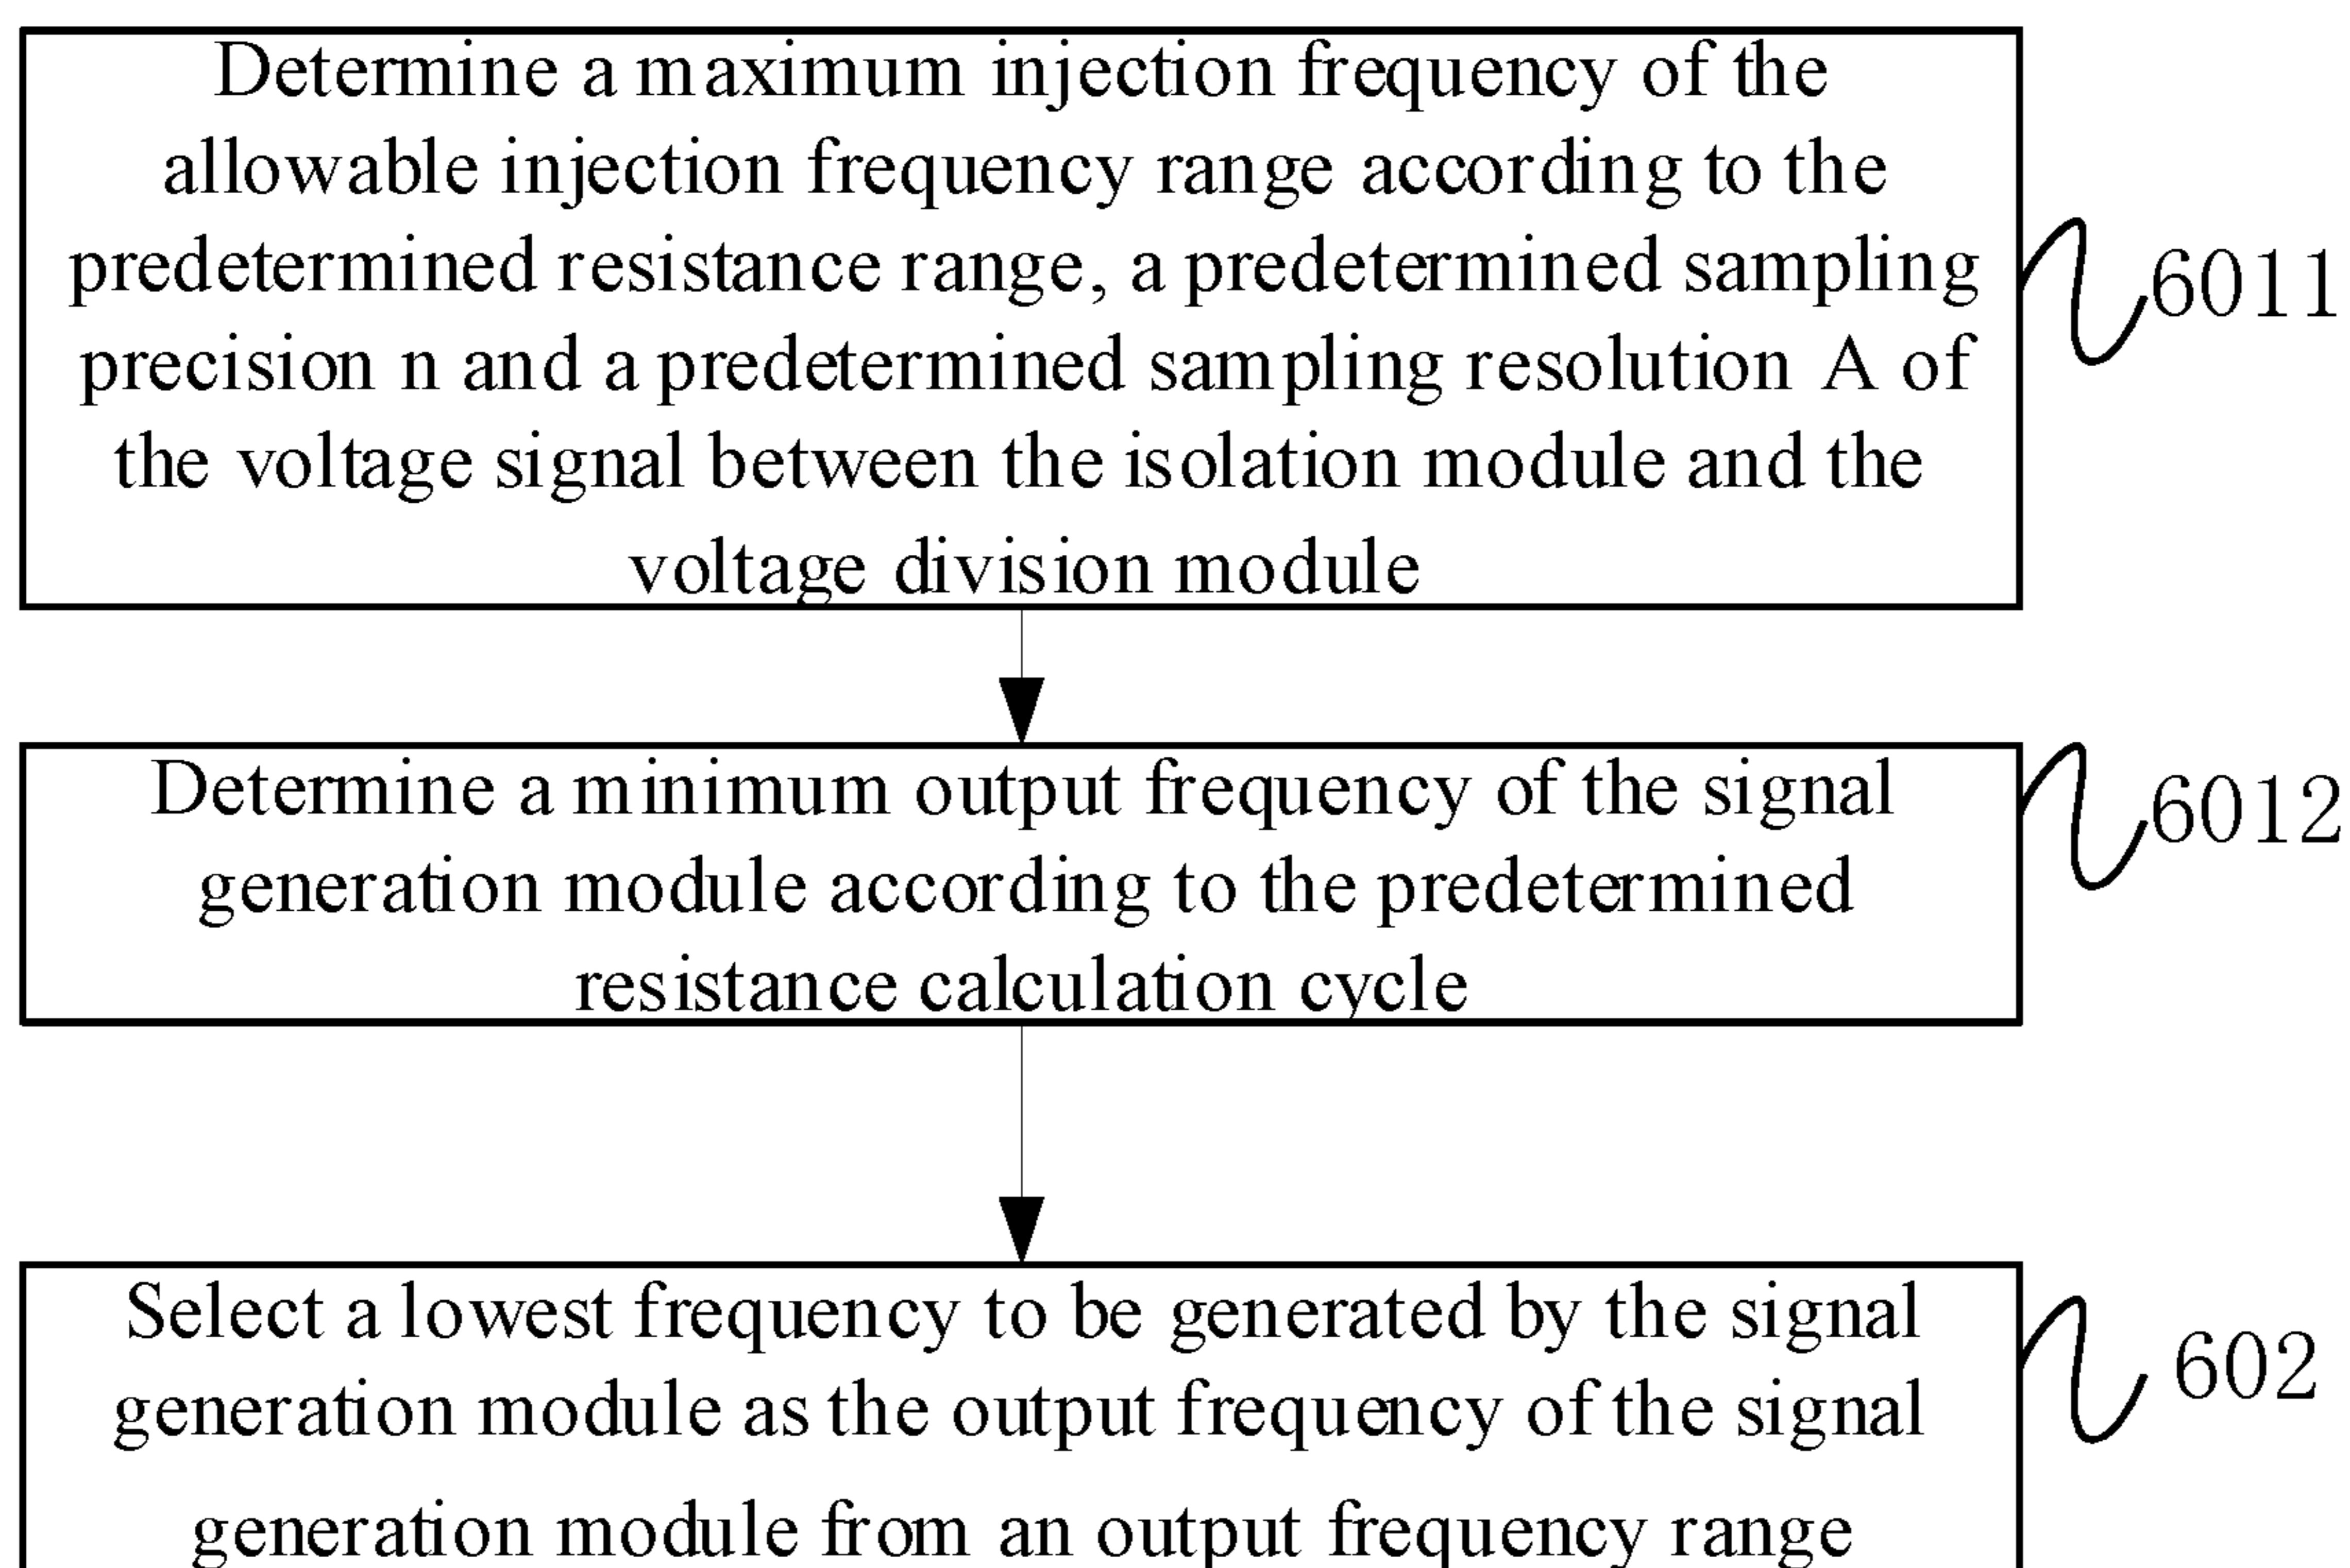 Determine a maximum injection frequency of the
allowable injection frequency range according to the
predetermined resistance range, a predetermined sampling
precision n and a predetermined sampling resolution A of
the voltage signal between the isolation module and the
voltage division module
6011
Determine a minimum output frequency of the signal
generation module according to the predetermined
resistance calculation cycle
6012
Select a lowest frequency to be generated by the signal
generation module as the output frequency of the signal
generation module from an output frequency range
602